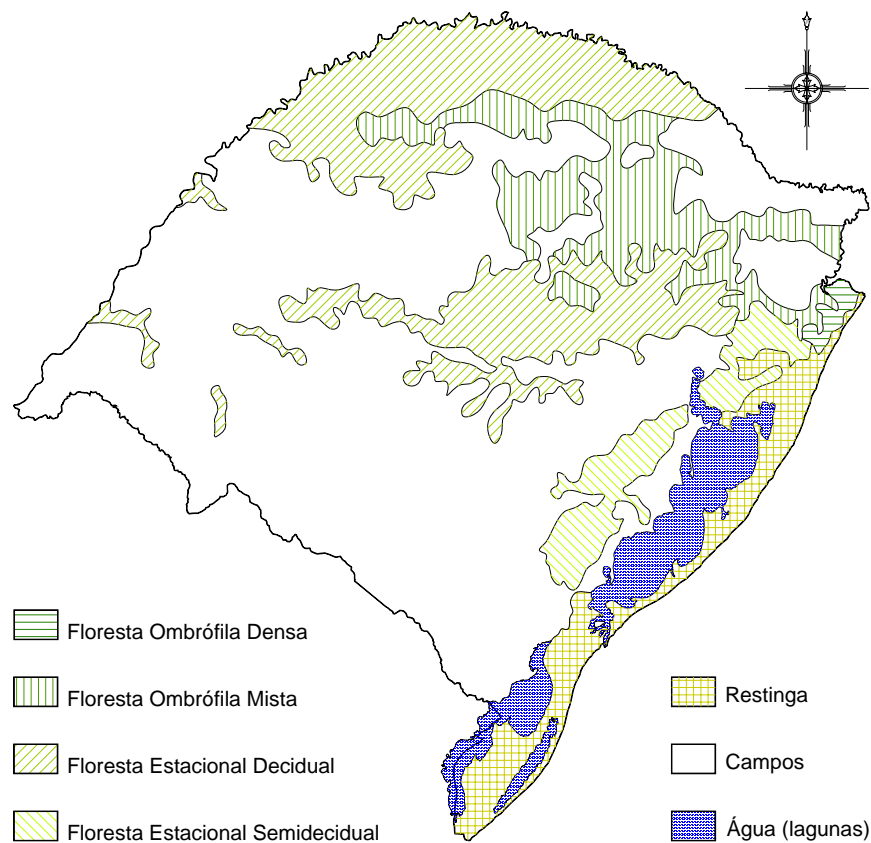 Floresta Ombrófila Densa
Floresta Ombrófila Mista
Floresta Estacional Decidual
Floresta Estacional Semidecidual
Restinga
Campos
Água (lagunas)